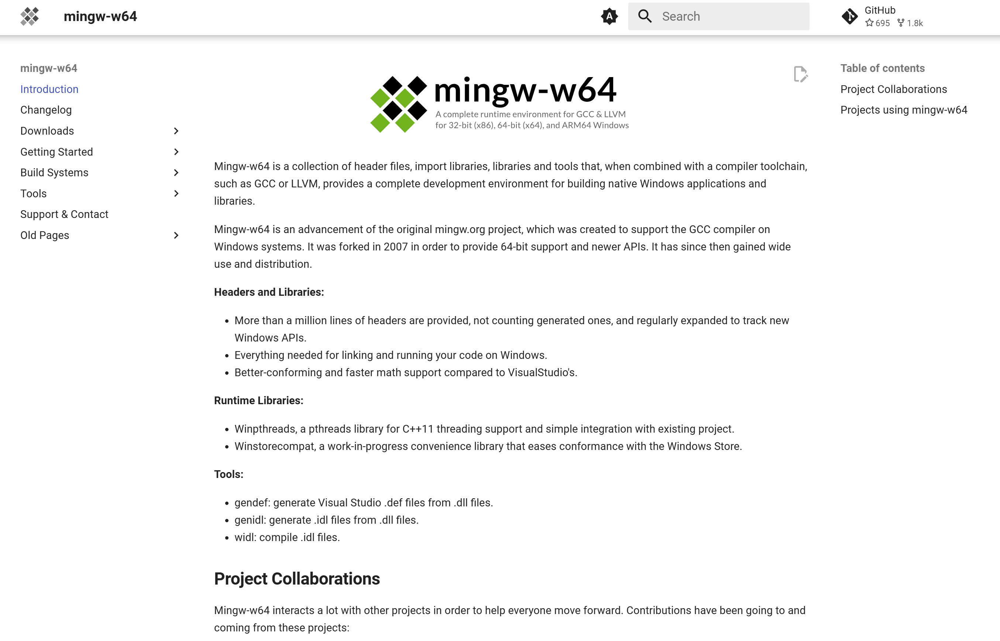 mingw-w64
A
Search
GitHub
695 1.8k
mingw-w64
Introduction
Changelog
Downloads
Getting Started
Build Systems
Tools
Support & Contact
Old Pages
mingw-w64
A complete runtime environment for GCC & LLVM
for 32-bit (x86), 64-bit (x64), and ARM64 Windows
Mingw-w64 is a collection of header files, import libraries, libraries and tools that, when combined with a compiler toolchain,
such as GCC or LLVM, provides a complete development environment for building native Windows applications and
libraries.
Mingw-w64 is an advancement of the original mingw.org project, which was created to support the GCC compiler on
Windows systems. It was forked in 2007 in order to provide 64-bit support and newer APIs. It has since then gained wide
use and distribution.
Headers and Libraries:
• More than a million lines of headers are provided, not counting generated ones, and regularly expanded to track new
Windows APIs.
• Everything needed for linking and running your code on Windows.
• Better-conforming and faster math support compared to VisualStudio's.
Runtime Libraries:
• Winpthreads, a pthreads library for C++11 threading support and simple integration with existing project.
• Winstorecompat, a work-in-progress convenience library that eases conformance with the Windows Store.
Tools:
• gendef: generate Visual Studio .def files from .dll files.
• genidl: generate .idl files from .dll files.
• widl: compile .idl files.
Project Collaborations
Mingw-w64 interacts a lot with other projects in order to help everyone move forward. Contributions have been going to and
coming from these projects:
Table of contents
Project Collaborations
Projects using mingw-w64